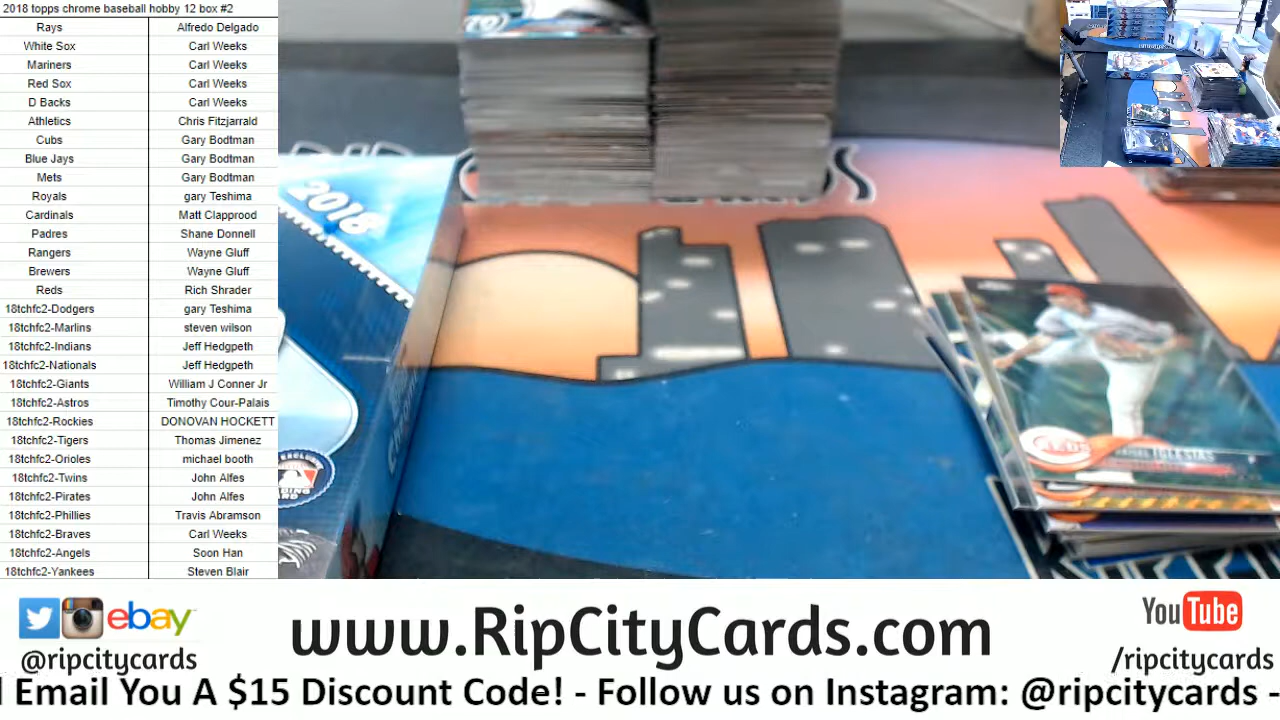 2018 topps chrome baseball hobby 12 box #2
Rays Alfredo Delgado
White Sox Carl Weeks
Mariners Carl Weeks
Red Sox Carl Weeks
D Backs Carl Weeks
Athletics Chris Fitzjarrald
Cubs Gary Bodtman
Blue Jays Gary Bodtman
Mets Gary Bodtman
Royals gary Teshima
Cardinals Matt Clapprood
Padres Shane Donnell
Rangers Wayne Gluff
Brewers Wayne Gluff
Reds Rich Shrader
18tchfc2-Dodgers gary Teshima
18tchfc2-Marlins steven wilson
18tchfc2-Indians Jeff Hedgpeth
18tchfc2-Nationals Jeff Hedgpeth
18tchfc2-Giants William J Conner Jr
18tchfc2-Astros Timothy Cour-Palais
18tchfc2-Rockies DONOVAN HOCKETT
18tchfc2-Tigers Thomas Jimenez
18tchfc2-Orioles michael booth
18tchfc2-Twins John Alfes
18tchfc2-Pirates John Alfes
18tchfc2-Phillies Travis Abramson
18tchfc2-Braves Carl Weeks
18tchfc2-Angels Soon Han
18tchfc2-Yankees Steven Blair
2018
REDS
IGLESIAS
ebay
@ripcitycards
www.RipCityCards.com
YouTube
/ripcitycards
Email You A $15 Discount Code! - Follow us on Instagram: @ripcitycards -